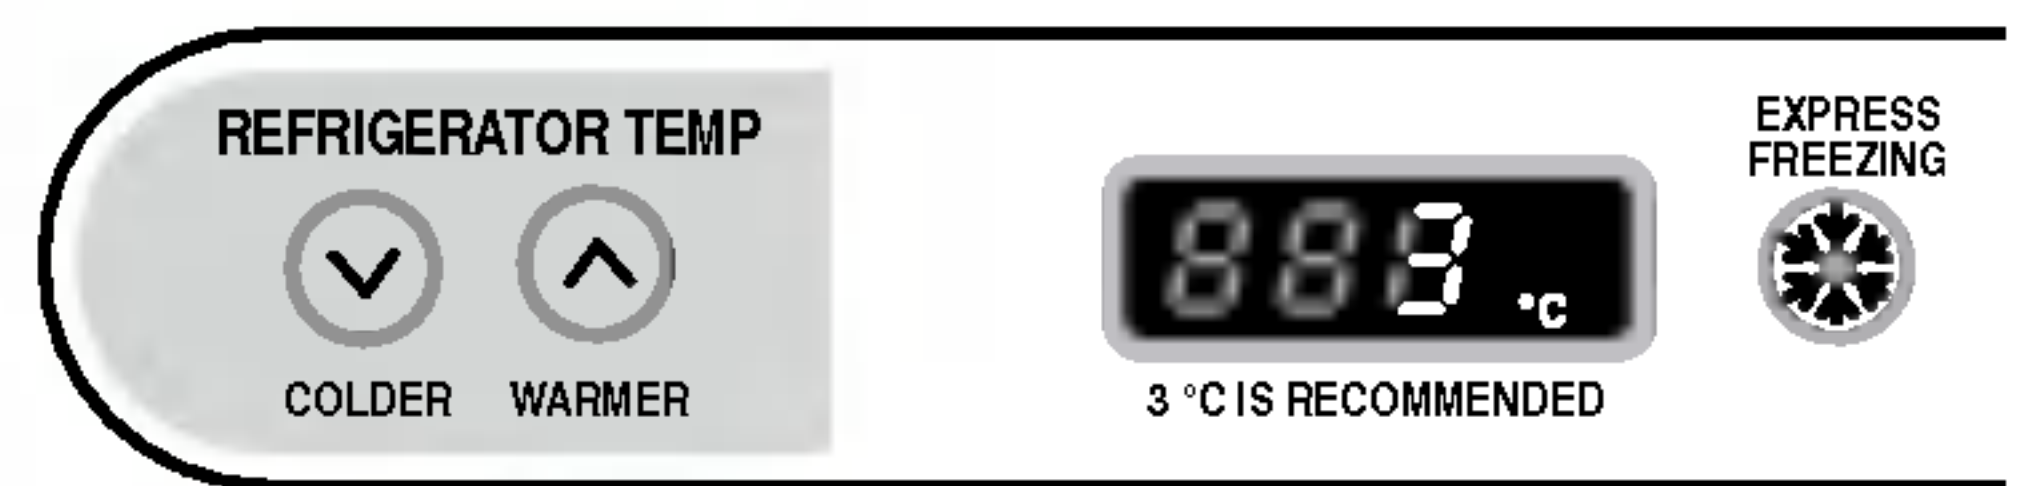 REFRIGERATOR TEMP
COLDER WARMER
3 °C
3 °C IS RECOMMENDED
EXPRESS
FREEZING